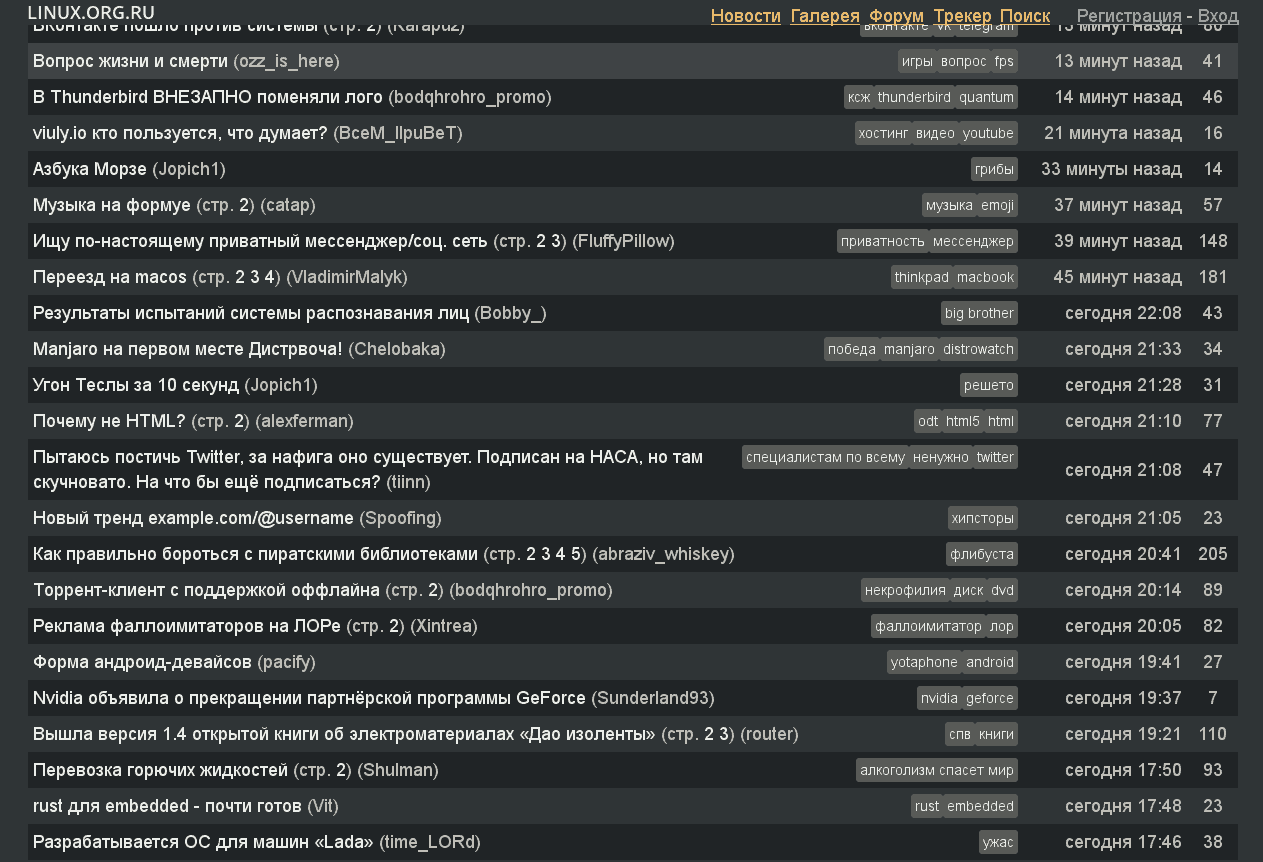 LINUX.ORG.RU Новости Галерея Форум Трекер Поиск Регистрация - Вход
ВКонтакте пошло против системы (стр. 2) (Karapuz) вконтакте vk telegram 13 минут назад 80
Вопрос жизни и смерти (ozz_is_here) игры вопрос fps 13 минут назад 41
В Thunderbird ВНЕЗАПНО поменяли лого (bodqhrohro_promo) ксж thunderbird quantum 14 минут назад 46
viuly.io кто пользуется, что думает? (BceM_IIpuBeT) хостинг видео youtube 21 минута назад 16
Азбука Морзе (Jopich1) грибы 33 минуты назад 14
Музыка на формуе (стр. 2) (catap) музыка emoji 37 минут назад 57
Ищу по-настоящему приватный мессенджер/соц. сеть (стр. 2 3) (FluffyPillow) приватность мессенджер 39 минут назад 148
Переезд на macos (стр. 2 3 4) (VladimirMalyk) thinkpad macbook 45 минут назад 181
Результаты испытаний системы распознавания лиц (Bobby_) big brother сегодня 22:08 43
Manjaro на первом месте Дистрвоча! (Chelobaka) победа manjaro distrowatch сегодня 21:33 34
Угон Теслы за 10 секунд (Jopich1) решето сегодня 21:28 31
Почему не HTML? (стр. 2) (alexferman) odt html5 html сегодня 21:10 77
Пытаюсь постичь Twitter, за нафига оно существует. Подписан на НАСА, но там специалистам по всему ненужно twitter сегодня 21:08 47
скучновато. На что бы ещё подписаться? (tiinn)
Новый тренд example.com/@username (Spoofing) хипсторы сегодня 21:05 23
Как правильно бороться с пиратскими библиотеками (стр. 2 3 4 5) (abraziv_whiskey) флибуста сегодня 20:41 205
Торрент-клиент с поддержкой оффлайна (стр. 2) (bodqhrohro_promo) некрофилия диск dvd сегодня 20:14 89
Реклама фаллоимитаторов на ЛОРе (стр. 2) (Xintrea) фаллоимитатор лор сегодня 20:05 82
Форма андроид-девайсов (pacify) yotaphone android сегодня 19:41 27
Nvidia объявила о прекращении партнёрской программы GeForce (Sunderland93) nvidia geforce сегодня 19:37 7
Вышла версия 1.4 открытой книги об электроматериалах «Дао изоленты» (стр. 2 3) (router) спв книги сегодня 19:21 110
Перевозка горючих жидкостей (стр. 2) (Shulman) алкоголизм спасет мир сегодня 17:50 93
rust для embedded - почти готов (Vit) rust embedded сегодня 17:48 23
Разрабатывается ОС для машин «Lada» (time_LORd) ужас сегодня 17:46 38